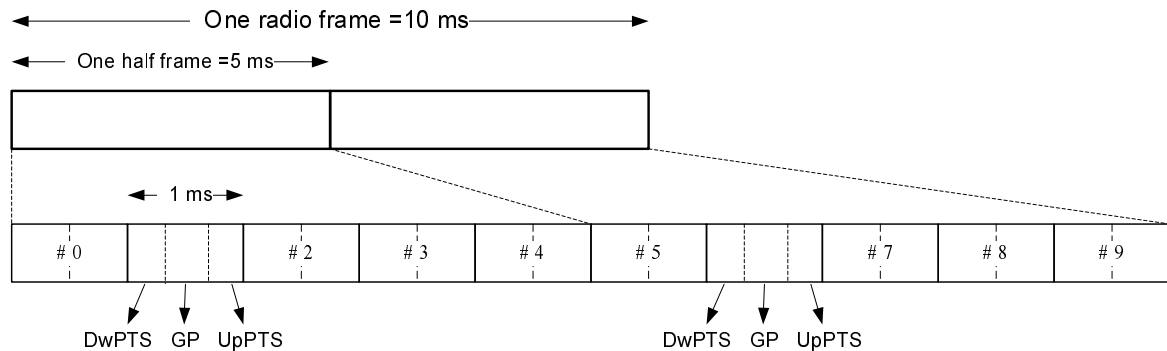 One radio frame =10 ms
One half frame =5 ms
1 ms
# 0 # 2 # 3 # 4 # 5 # 7 # 8 # 9
DwPTS GP UpPTS DwPTS GP UpPTS